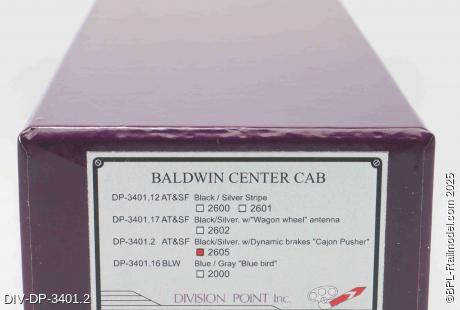 BALDWIN CENTER CAB
DP-3401.12 AT&SF Black / Silver Stripe
2600 2601
DP-3401.17 AT&SF Black/Silver. w/"Wagon wheel" antenna
2602
DP-3401.2 AT&SF Black/Silver. w/Dynamic brakes "Cajon Pusher"
2605
DP-3401.16 BLW Blue / Gray "Blue bird"
2000
DIVISION POINT Inc.
DIV-DP-3401.2
©BPL-Railmodel.com 2025